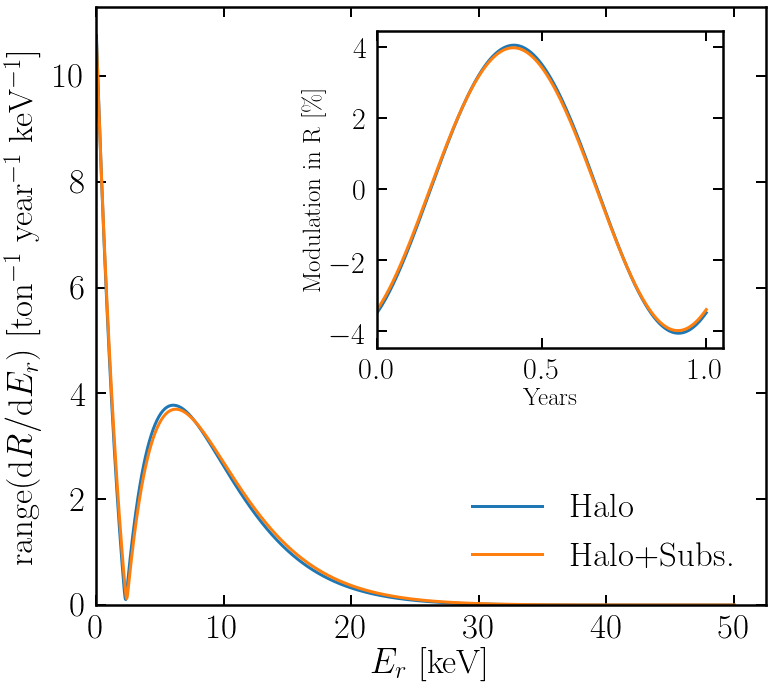 range(dR/dE_r) [ton⁻¹ year⁻¹ keV⁻¹]
10
8
6
4
2
0
0 10 20 30 40 50
E_r [keV]
Modulation in R [%]
4
2
0
−2
−4
0.0 0.5 1.0
Years
Halo
Halo+Subs.